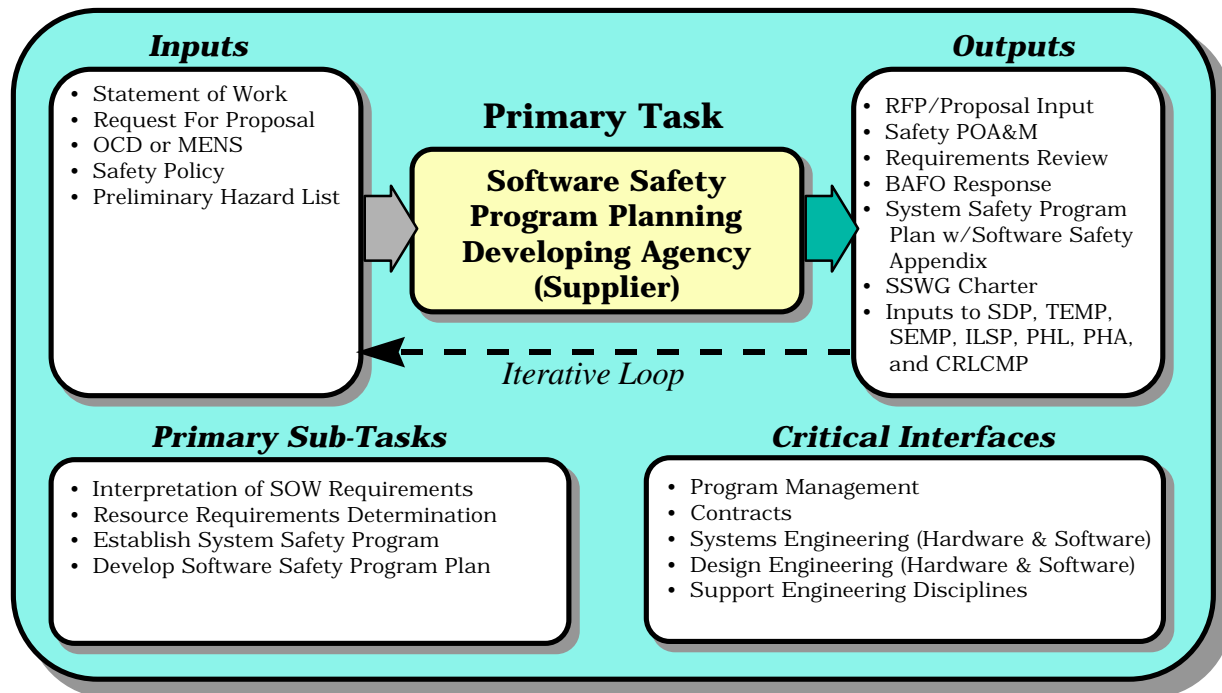 Inputs
• Statement of Work
• Request For Proposal
• OCD or MENS
• Safety Policy
• Preliminary Hazard List
Primary Task
Software Safety
Program Planning
Developing Agency
(Supplier)
Outputs
• RFP/Proposal Input
• Safety POA&M
• Requirements Review
• BAFO Response
• System Safety Program
Plan w/Software Safety
Appendix
• SSWG Charter
• Inputs to SDP, TEMP,
SEMP, ILSP, PHL, PHA,
and CRLCMP
Iterative Loop
Primary Sub-Tasks
• Interpretation of SOW Requirements
• Resource Requirements Determination
• Establish System Safety Program
• Develop Software Safety Program Plan
Critical Interfaces
• Program Management
• Contracts
• Systems Engineering (Hardware & Software)
• Design Engineering (Hardware & Software)
• Support Engineering Disciplines